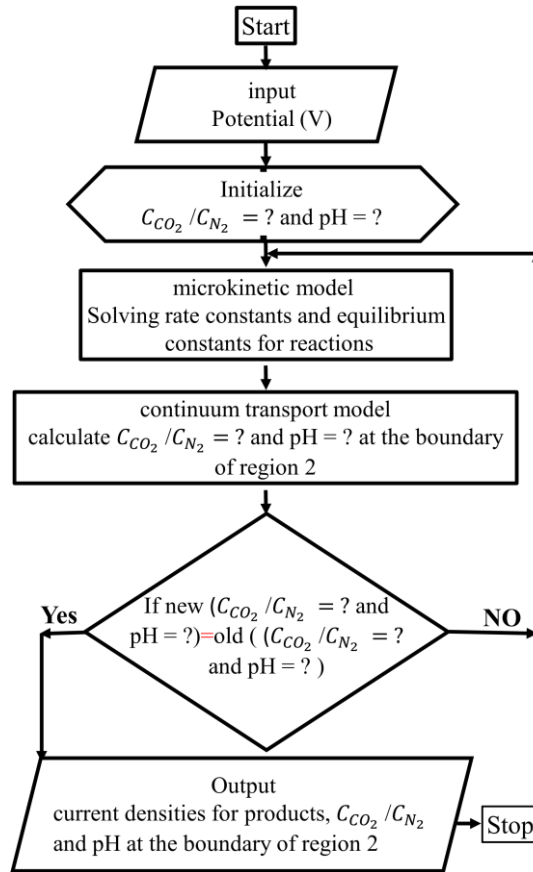 Start
input
Potential (V)
Initialize
C_{CO_2} /C_{N_2} = ? and pH = ?
microkinetic model
Solving rate constants and equilibrium
constants for reactions
continuum transport model
calculate C_{CO_2} /C_{N_2} = ? and pH = ? at the boundary
of region 2
If new (C_{CO_2} /C_{N_2} = ? and
pH = ?)=old ( (C_{CO_2} /C_{N_2} = ?
and pH = ? )
Yes
NO
Output
current densities for products, C_{CO_2} /C_{N_2}
and pH at the boundary of region 2
Stop